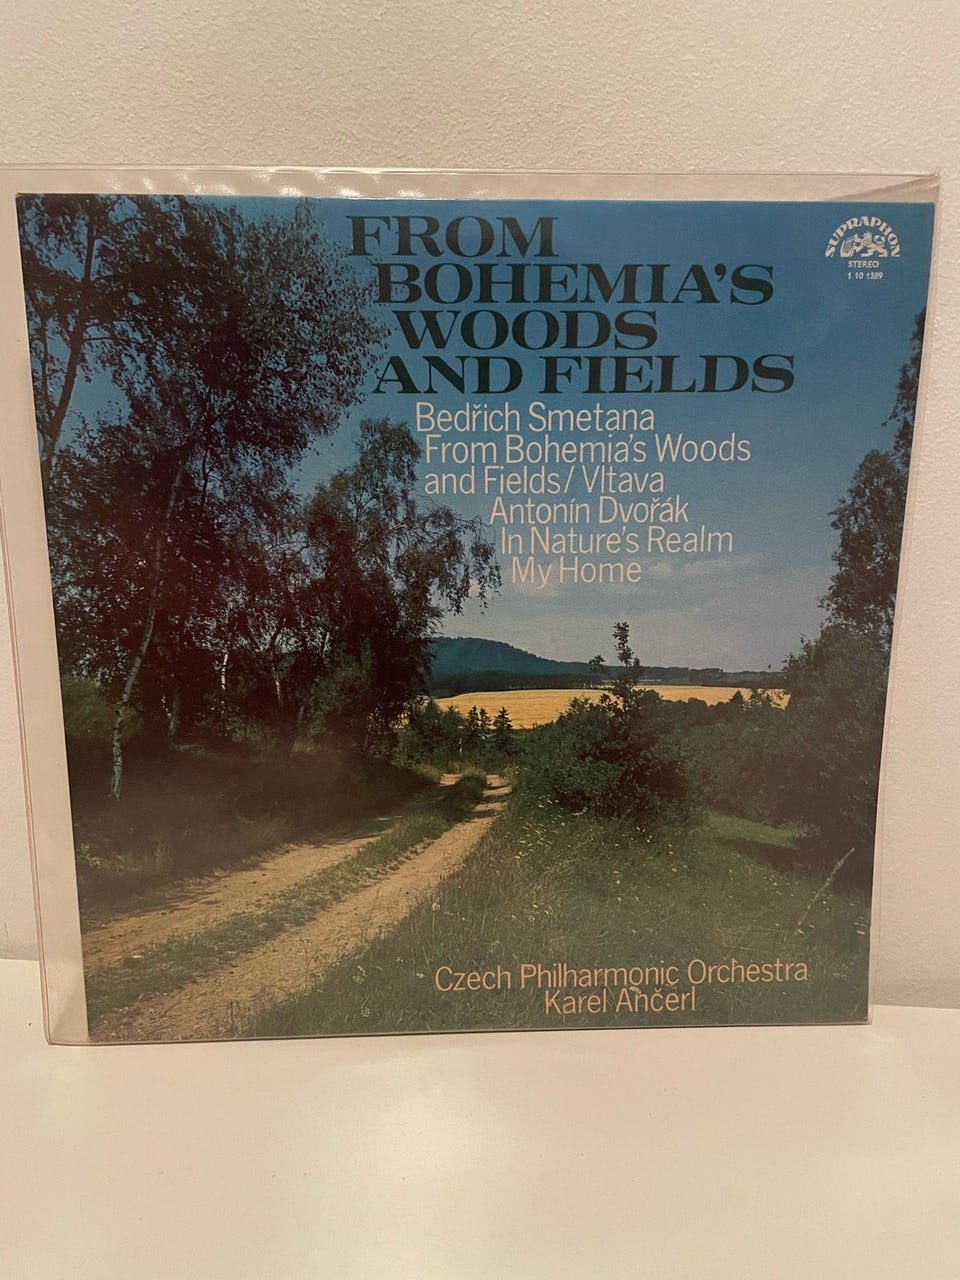 FROM
BOHEMIA'S
WOODS
AND FIELDS
SUPRAPHON
STEREO
1 10 1589
Bedřich Smetana
From Bohemia's Woods
and Fields/Vltava
Antonín Dvořák
In Nature's Realm
My Home
Czech Philharmonic Orchestra
Karel Ančerl